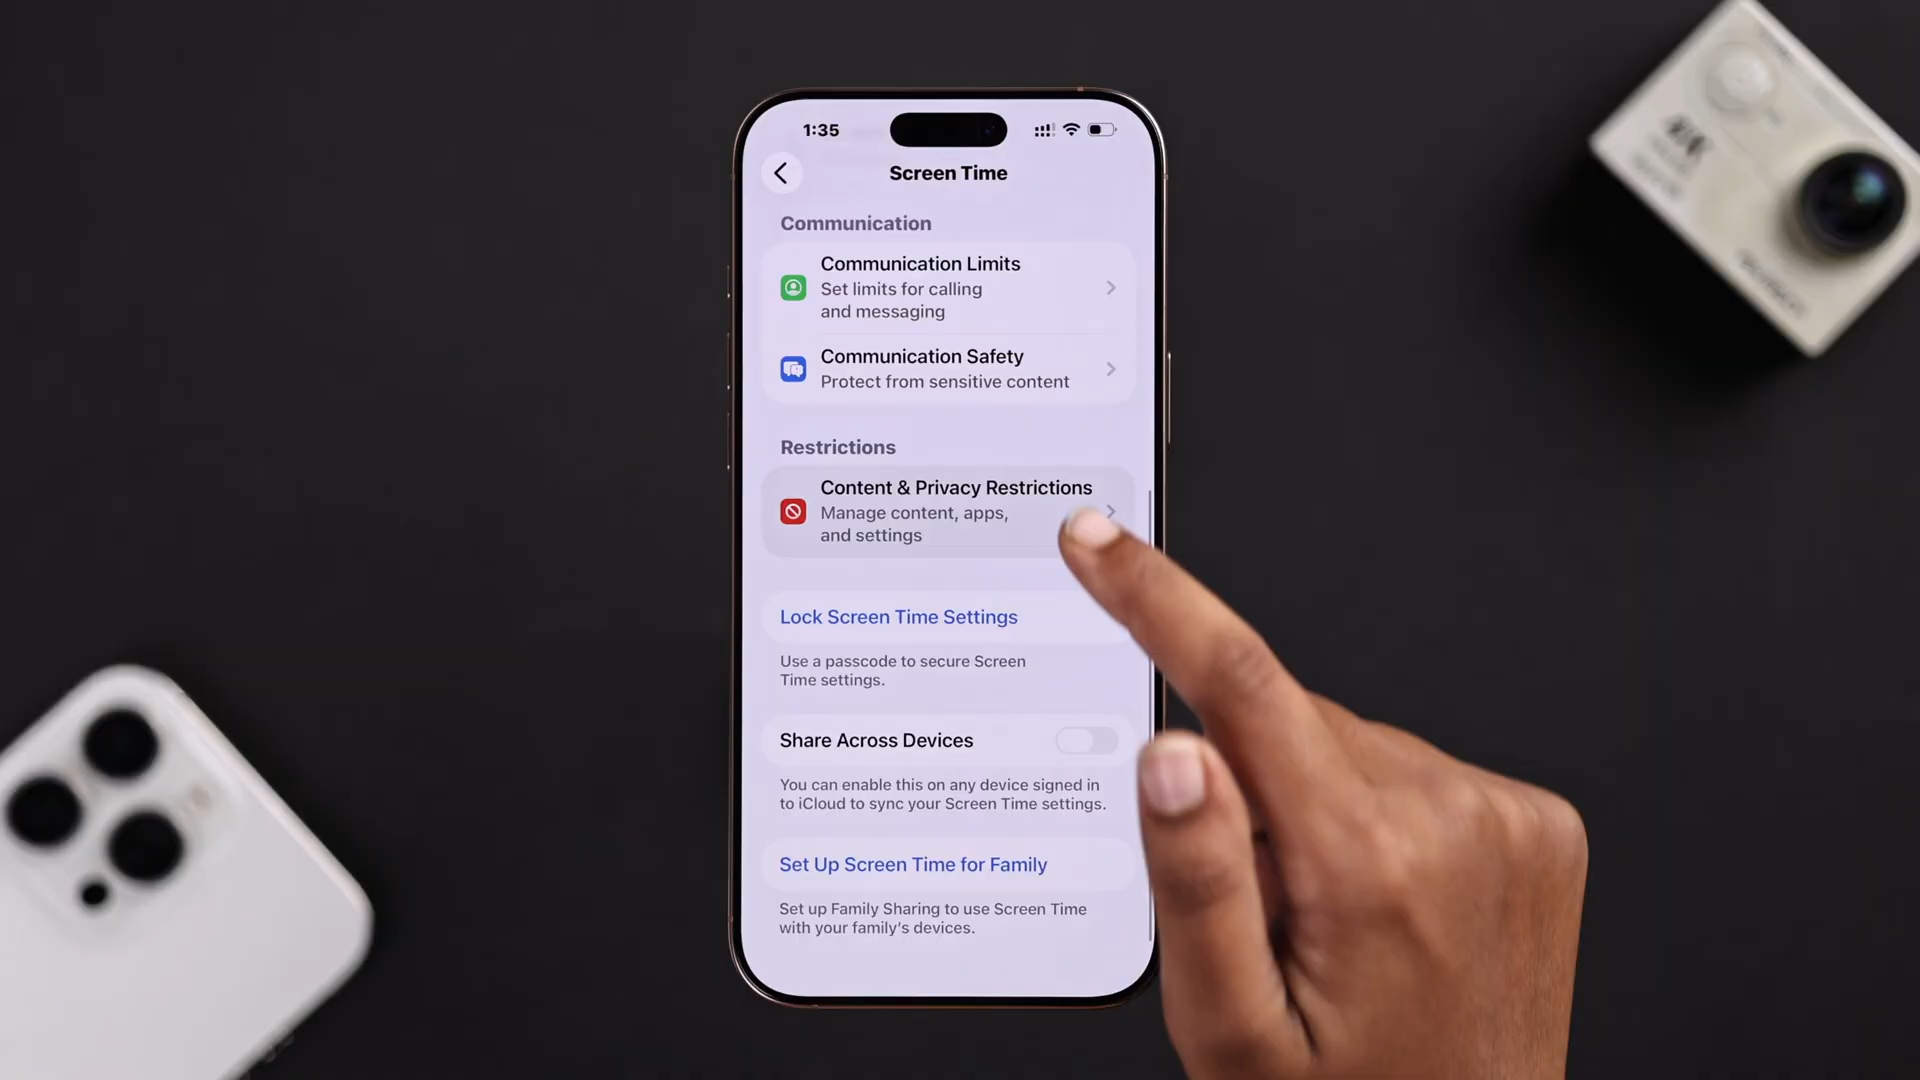 1:35
Screen Time
Communication
Communication Limits
Set limits for calling
and messaging
Communication Safety
Protect from sensitive content
Restrictions
Content & Privacy Restrictions
Manage content, apps,
and settings
Lock Screen Time Settings
Use a passcode to secure Screen
Time settings.
Share Across Devices
You can enable this on any device signed in
to iCloud to sync your Screen Time settings.
Set Up Screen Time for Family
Set up Family Sharing to use Screen Time
with your family's devices.
4K